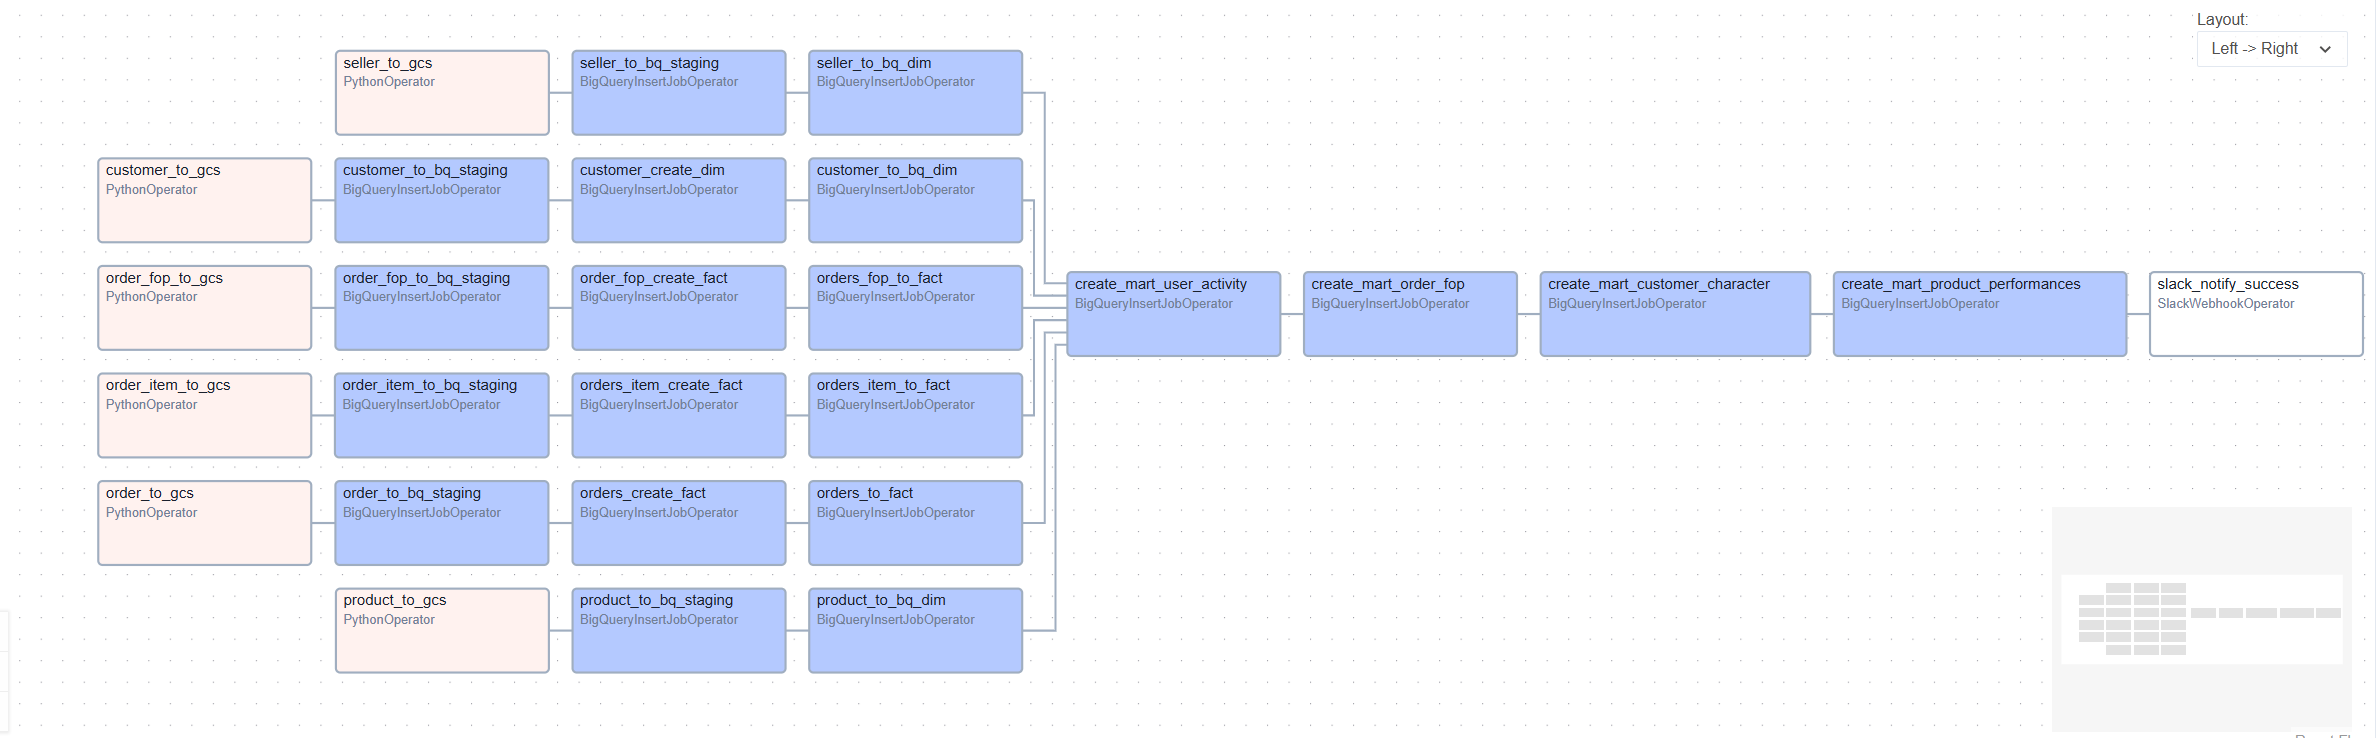 Layout:
Left -> Right
seller_to_gcs
PythonOperator
seller_to_bq_staging
BigQueryInsertJobOperator
seller_to_bq_dim
BigQueryInsertJobOperator
customer_to_gcs
PythonOperator
customer_to_bq_staging
BigQueryInsertJobOperator
customer_create_dim
BigQueryInsertJobOperator
customer_to_bq_dim
BigQueryInsertJobOperator
order_fop_to_gcs
PythonOperator
order_fop_to_bq_staging
BigQueryInsertJobOperator
order_fop_create_fact
BigQueryInsertJobOperator
orders_fop_to_fact
BigQueryInsertJobOperator
create_mart_user_activity
BigQueryInsertJobOperator
create_mart_order_fop
BigQueryInsertJobOperator
create_mart_customer_character
BigQueryInsertJobOperator
create_mart_product_performances
BigQueryInsertJobOperator
slack_notify_success
SlackWebhookOperator
order_item_to_gcs
PythonOperator
order_item_to_bq_staging
BigQueryInsertJobOperator
orders_item_create_fact
BigQueryInsertJobOperator
orders_item_to_fact
BigQueryInsertJobOperator
order_to_gcs
PythonOperator
order_to_bq_staging
BigQueryInsertJobOperator
orders_create_fact
BigQueryInsertJobOperator
orders_to_fact
BigQueryInsertJobOperator
product_to_gcs
PythonOperator
product_to_bq_staging
BigQueryInsertJobOperator
product_to_bq_dim
BigQueryInsertJobOperator